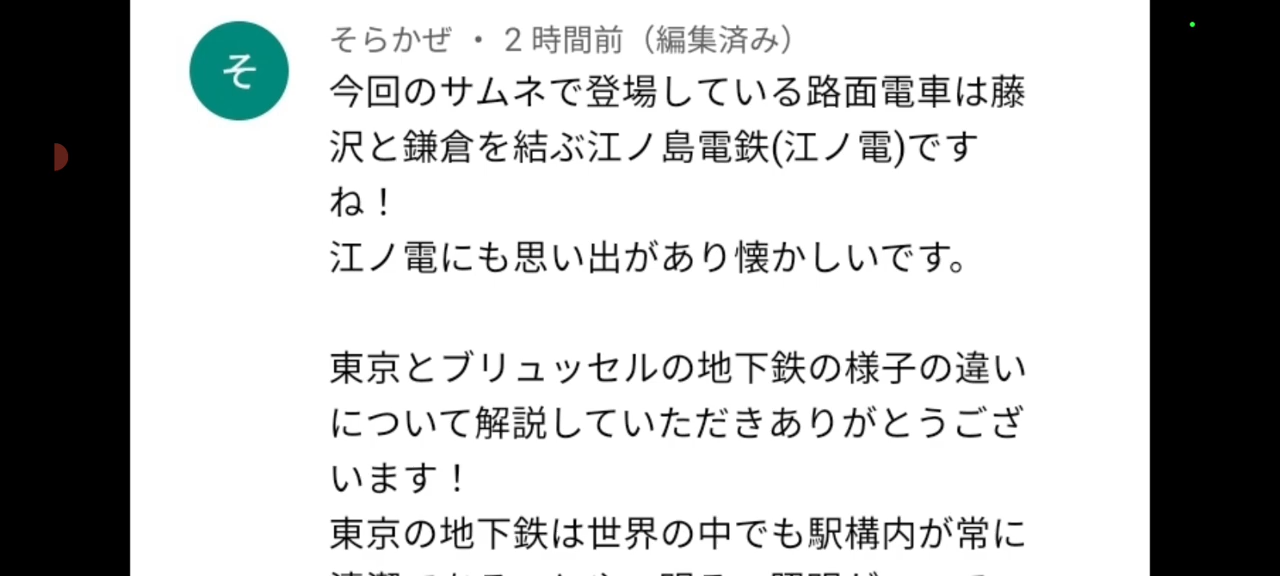 そ
そらかぜ ・ 2 時間前（編集済み）
今回のサムネで登場している路面電車は藤
沢と鎌倉を結ぶ江ノ島電鉄(江ノ電)です
ね！
江ノ電にも思い出があり懐かしいです。
東京とブリュッセルの地下鉄の様子の違い
について解説していただきありがとうござ
います！
東京の地下鉄は世界の中でも駅構内が常に